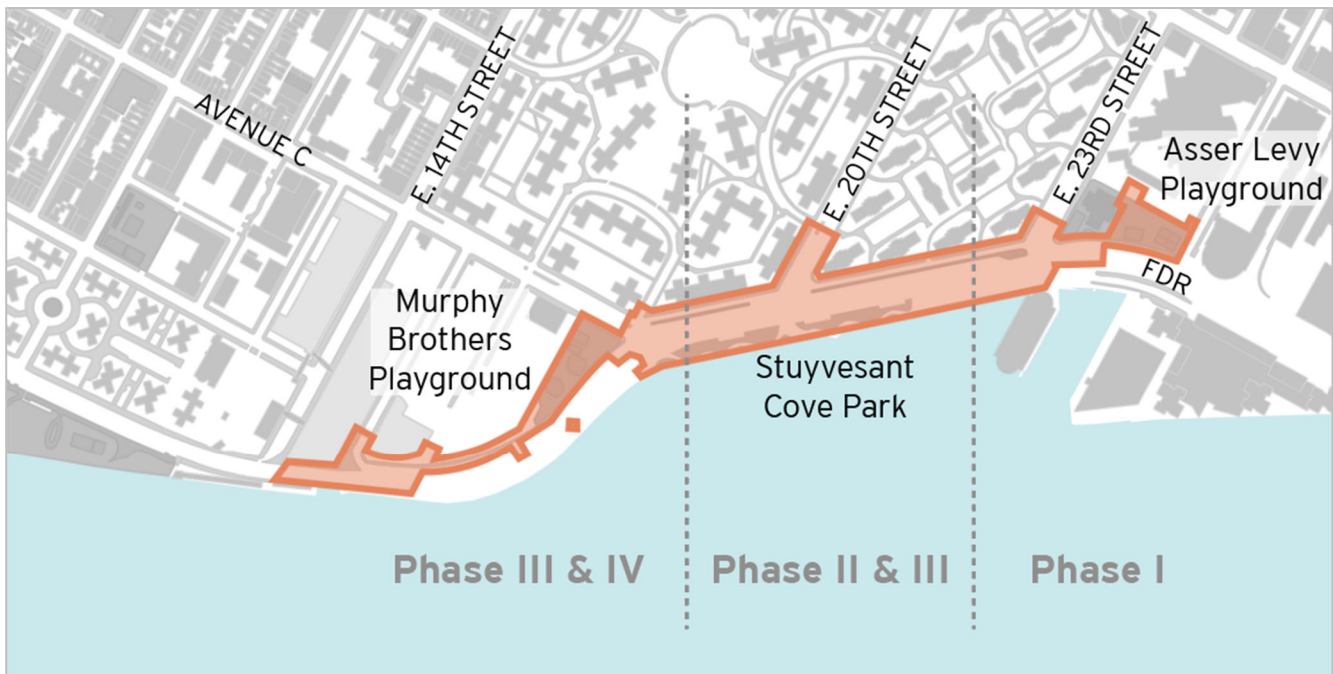 AVENUE C
E. 14TH STREET
E. 20TH STREET
E. 23RD STREET
Asser Levy
Playground
FDR
Murphy
Brothers
Playground
Stuyvesant
Cove Park
Phase III & IV
Phase II & III
Phase I